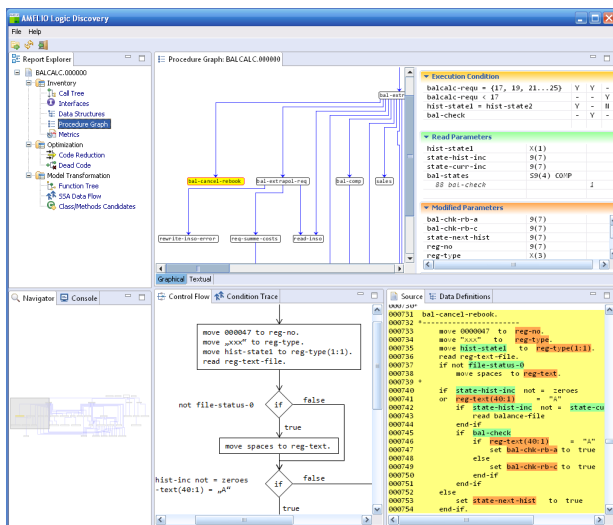 AMELIO Logic Discovery
File Help
Report Explorer
BALCALC.000000
Inventory
Call Tree
Interfaces
Data Structures
Procedure Graph
Metrics
Optimization
Code Reduction
Dead Code
Model Transformation
Function Tree
SSA Data Flow
Class/Methods Candidates
Procedure Graph: BALCALC.000000
bal-extr
bal-cancel-rebook
bal-extrapol-req
bal-comp
sales
rewrite-inso-error
req-summe-costs
read-inso
Graphical Textual
Execution Condition
balcalc-requ = {17, 19, 21...25} Y Y -
balcalc-requ < 17 - - Y
hist-state1 = hist-state2 Y Y N
bal-check - Y -
Read Parameters
hist-state1 X(1)
state-hist-inc 9(7)
state-curr-inc 9(7)
bal-states S9(4) COMP
88 bal-check 1
Modified Parameters
bal-chk-rb-a 9(7)
bal-chk-rb-c 9(7)
state-next-hist 9(7)
reg-no 9(7)
reg-type X(3)
Navigator Console
Control Flow Condition Trace
move 000047 to reg-no.
move „xxx” to reg-type.
move hist-state1 to reg-type(1:1).
read reg-text-file.
not file-status-0
if
false
true
move spaces to reg-text.
hist-inc not = zeroes
-text(40:1) = „A”
if
false
true
Source Data Definitions
000730*
000731 bal-cancel-rebook.
000732 *-----------------------
000733 move 0000047 to reg-no.
000734 move "xxx" to reg-type.
000735 move hist-state1 to reg-type(1:1).
000736 read reg-text-file.
000737 if not file-status-0
000738 move spaces to reg-text.
000739 *
000740 if state-hist-inc not = zeroes
000741 or reg-text(40:1) = "A"
000742 if state-hist-inc not = state-cu
000743 read balance-file
000744 end-if
000745 if bal-check
000746 if reg-text(40:1) = "A"
000747 set bal-chk-rb-a to true
000748 else
000749 set bal-chk-rb-c to true
000750 end-if
000751 end-if
000752 else
000753 set state-next-hist to true
000754 end-if.